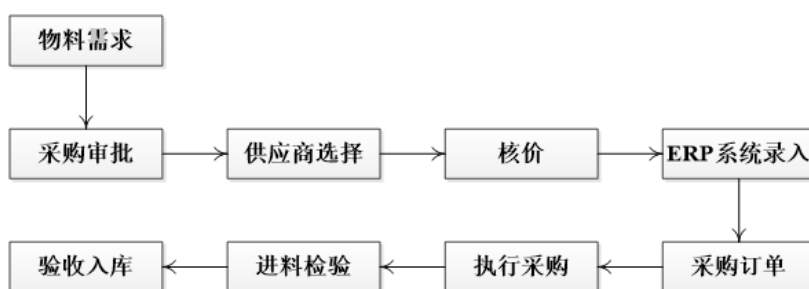 物料需求
采购审批
供应商选择
核价
ERP系统录入
采购订单
执行采购
进料检验
验收入库